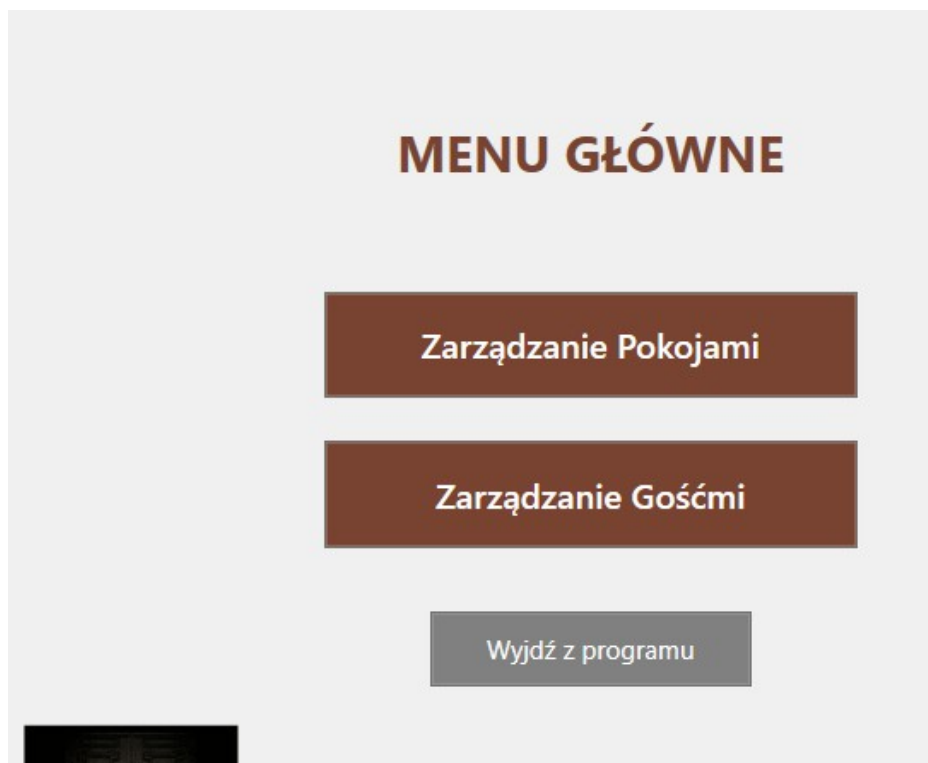 MENU GŁÓWNE
Zarządzanie Pokojami
Zarządzanie Gośćmi
Wyjdź z programu